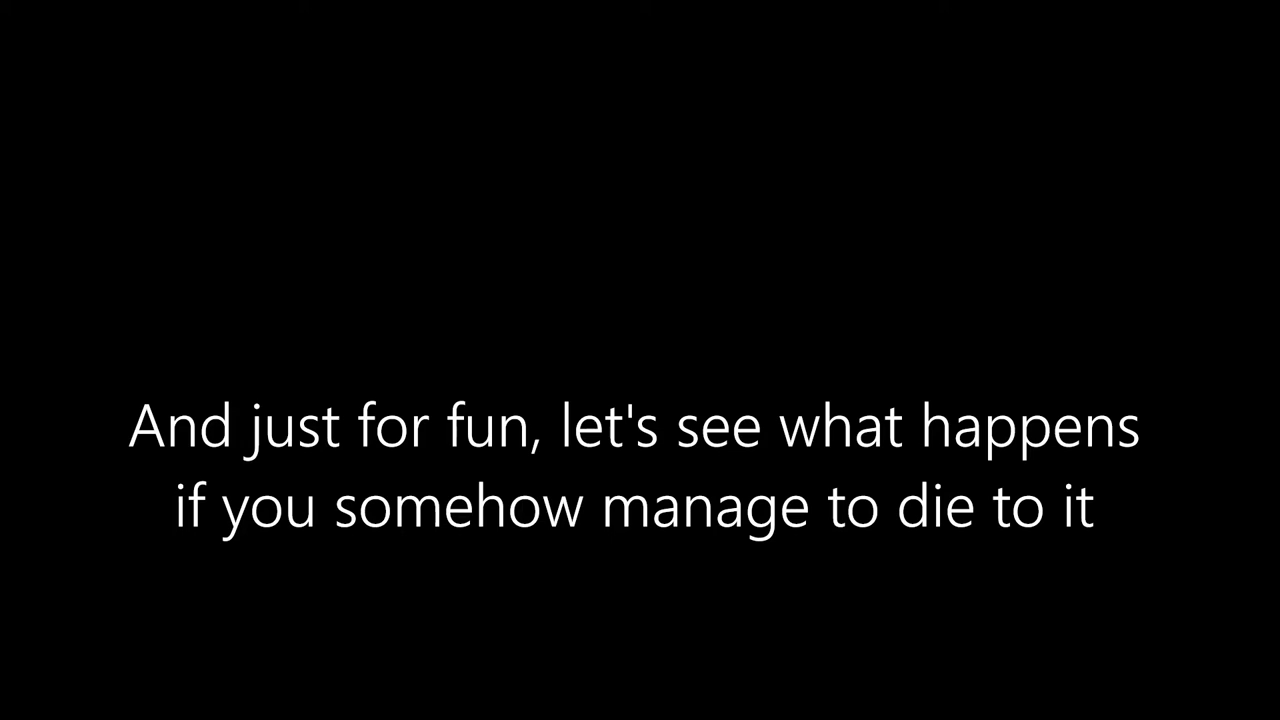 And just for fun, let's see what happens
if you somehow manage to die to it